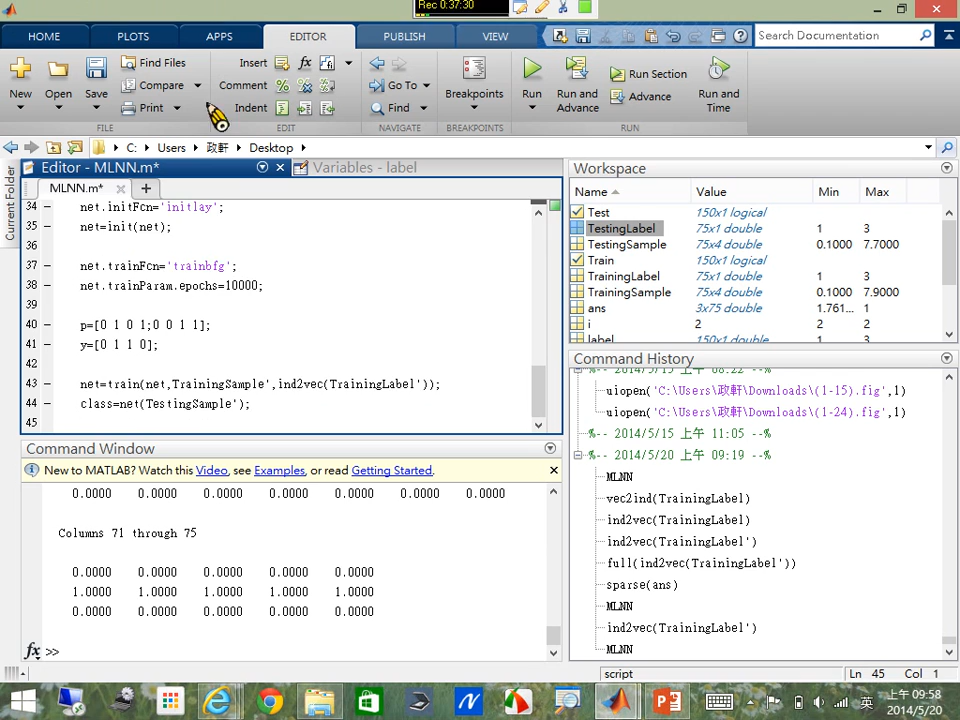 Rec 0:37:30
HOME PLOTS APPS EDITOR PUBLISH VIEW Search Documentation
New Open Save Find Files Compare Print
Insert Comment Indent
Go To Find
Breakpoints
Run Run and Advance Run Section Advance Run and Time
FILE EDIT NAVIGATE BREAKPOINTS RUN
C: Users 政軒 Desktop
Current Folder
Editor - MLNN.m* Variables - label
MLNN.m*
34 net.initFcn='initlay';
35 net=init(net);
36
37 net.trainFcn='trainbfg';
38 net.trainParam.epochs=10000;
39
40 p=[0 1 0 1;0 0 1 1];
41 y=[0 1 1 0];
42
43 net=train(net,TrainingSample',ind2vec(TrainingLabel'));
44 class=net(TestingSample');
45
Command Window
New to MATLAB? Watch this Video, see Examples, or read Getting Started.
0.0000 0.0000 0.0000 0.0000 0.0000 0.0000 0.0000
Columns 71 through 75
0.0000 0.0000 0.0000 0.0000 0.0000
1.0000 1.0000 1.0000 1.0000 1.0000
0.0000 0.0000 0.0000 0.0000 0.0000
fx >>
Workspace
Name Value Min Max
Test 150x1 logical
TestingLabel 75x1 double 1 3
TestingSample 75x4 double 0.1000 7.7000
Train 150x1 logical
TrainingLabel 75x1 double 1 3
TrainingSample 75x4 double 0.1000 7.9000
ans 3x75 double 1.761... 1
i 2 2 2
label 150x1 double 1 3
Command History
%-- 2014/5/15 上午 08:22 --%
uiopen('C:\Users\政軒\Downloads\(1-15).fig',1)
uiopen('C:\Users\政軒\Downloads\(1-24).fig',1)
%-- 2014/5/15 上午 11:05 --%
%-- 2014/5/20 上午 09:19 --%
MLNN
vec2ind(TrainingLabel)
ind2vec(TrainingLabel)
ind2vec(TrainingLabel')
full(ind2vec(TrainingLabel'))
sparse(ans)
MLNN
ind2vec(TrainingLabel')
MLNN
script Ln 45 Col 1
英 上午 09:58
2014/5/20